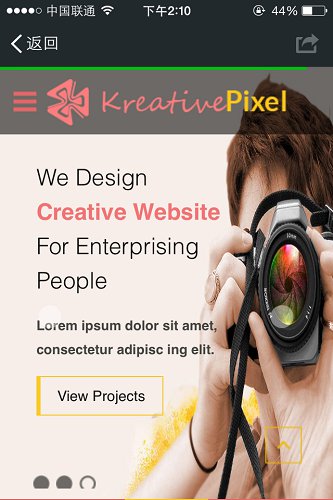 中国联通
下午2:10
44%
返回
KreativePixel
We Design
Creative Website
For Enterprising
People
Lorem ipsum dolor sit amet,
consectetur adipisc ing elit.
View Projects